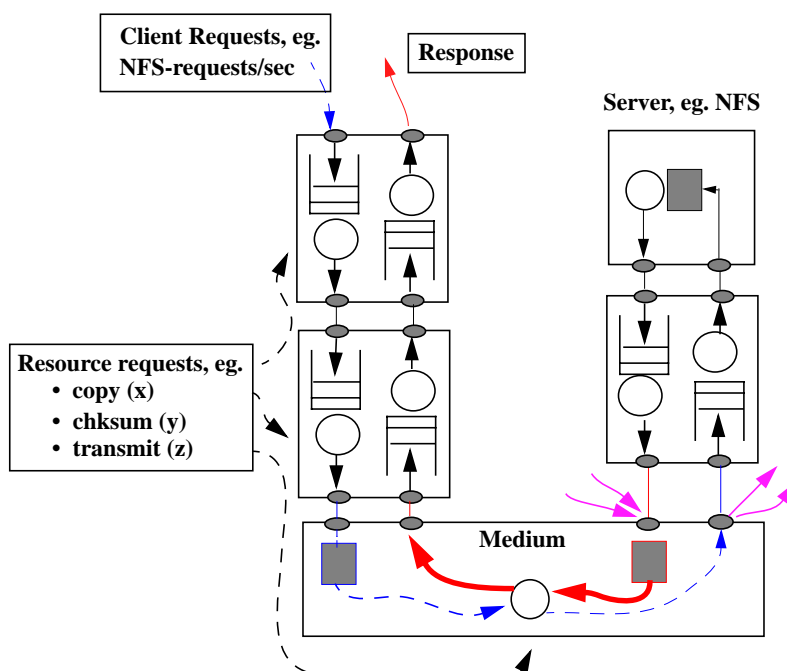 Client Requests, eg.
NFS-requests/sec
Response
Server, eg. NFS
Resource requests, eg.
• copy (x)
• chksum (y)
• transmit (z)
Medium